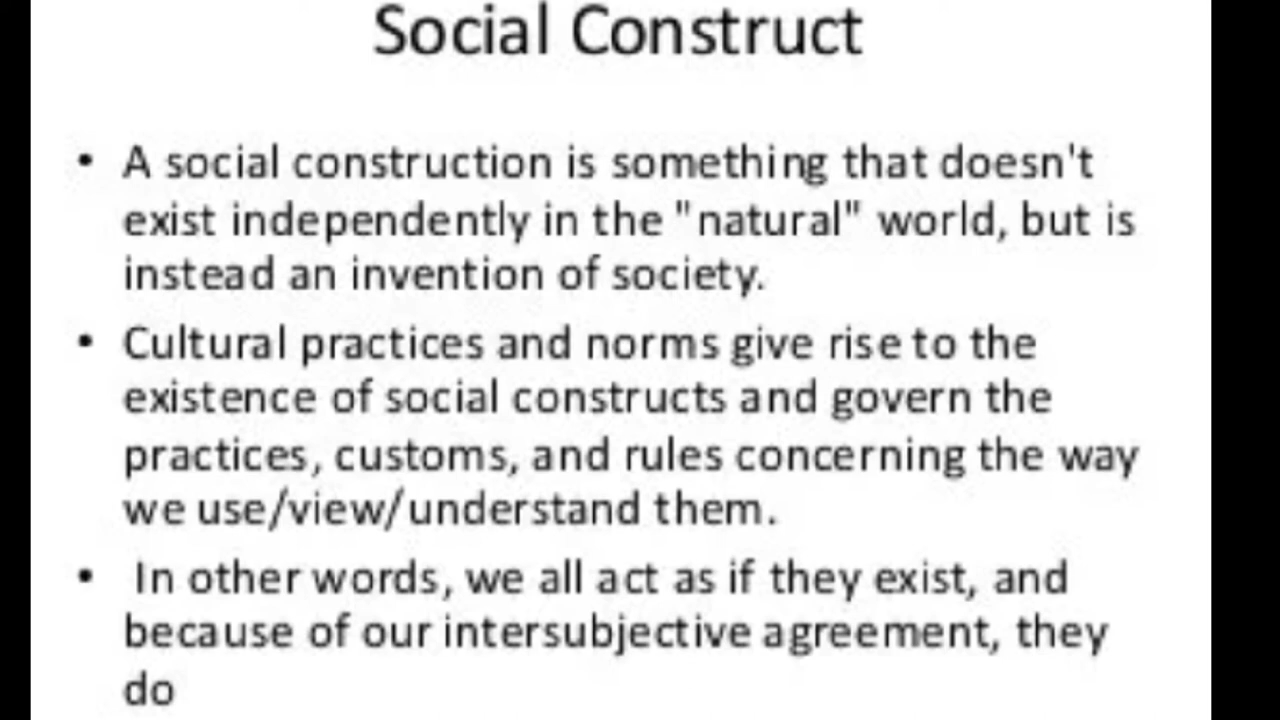 Social Construct
• A social construction is something that doesn't
exist independently in the "natural" world, but is
instead an invention of society.
• Cultural practices and norms give rise to the
existence of social constructs and govern the
practices, customs, and rules concerning the way
we use/view/understand them.
• In other words, we all act as if they exist, and
because of our intersubjective agreement, they
do